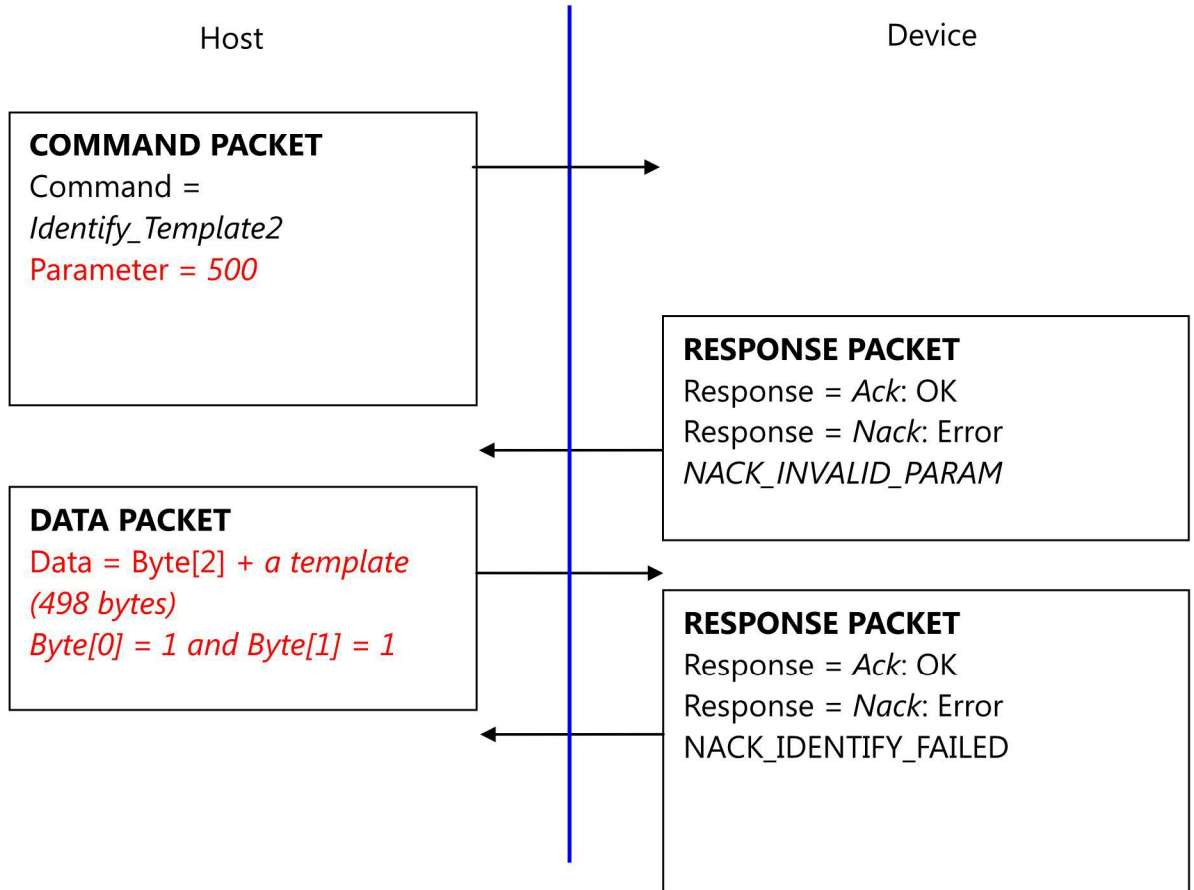 Host
Device
COMMAND PACKET
Command =
Identify_Template2
Parameter = 500
RESPONSE PACKET
Response = Ack: OK
Response = Nack: Error
NACK_INVALID_PARAM
DATA PACKET
Data = Byte[2] + a template
(498 bytes)
Byte[0] = 1 and Byte[1] = 1
RESPONSE PACKET
Response = Ack: OK
Response = Nack: Error
NACK_IDENTIFY_FAILED